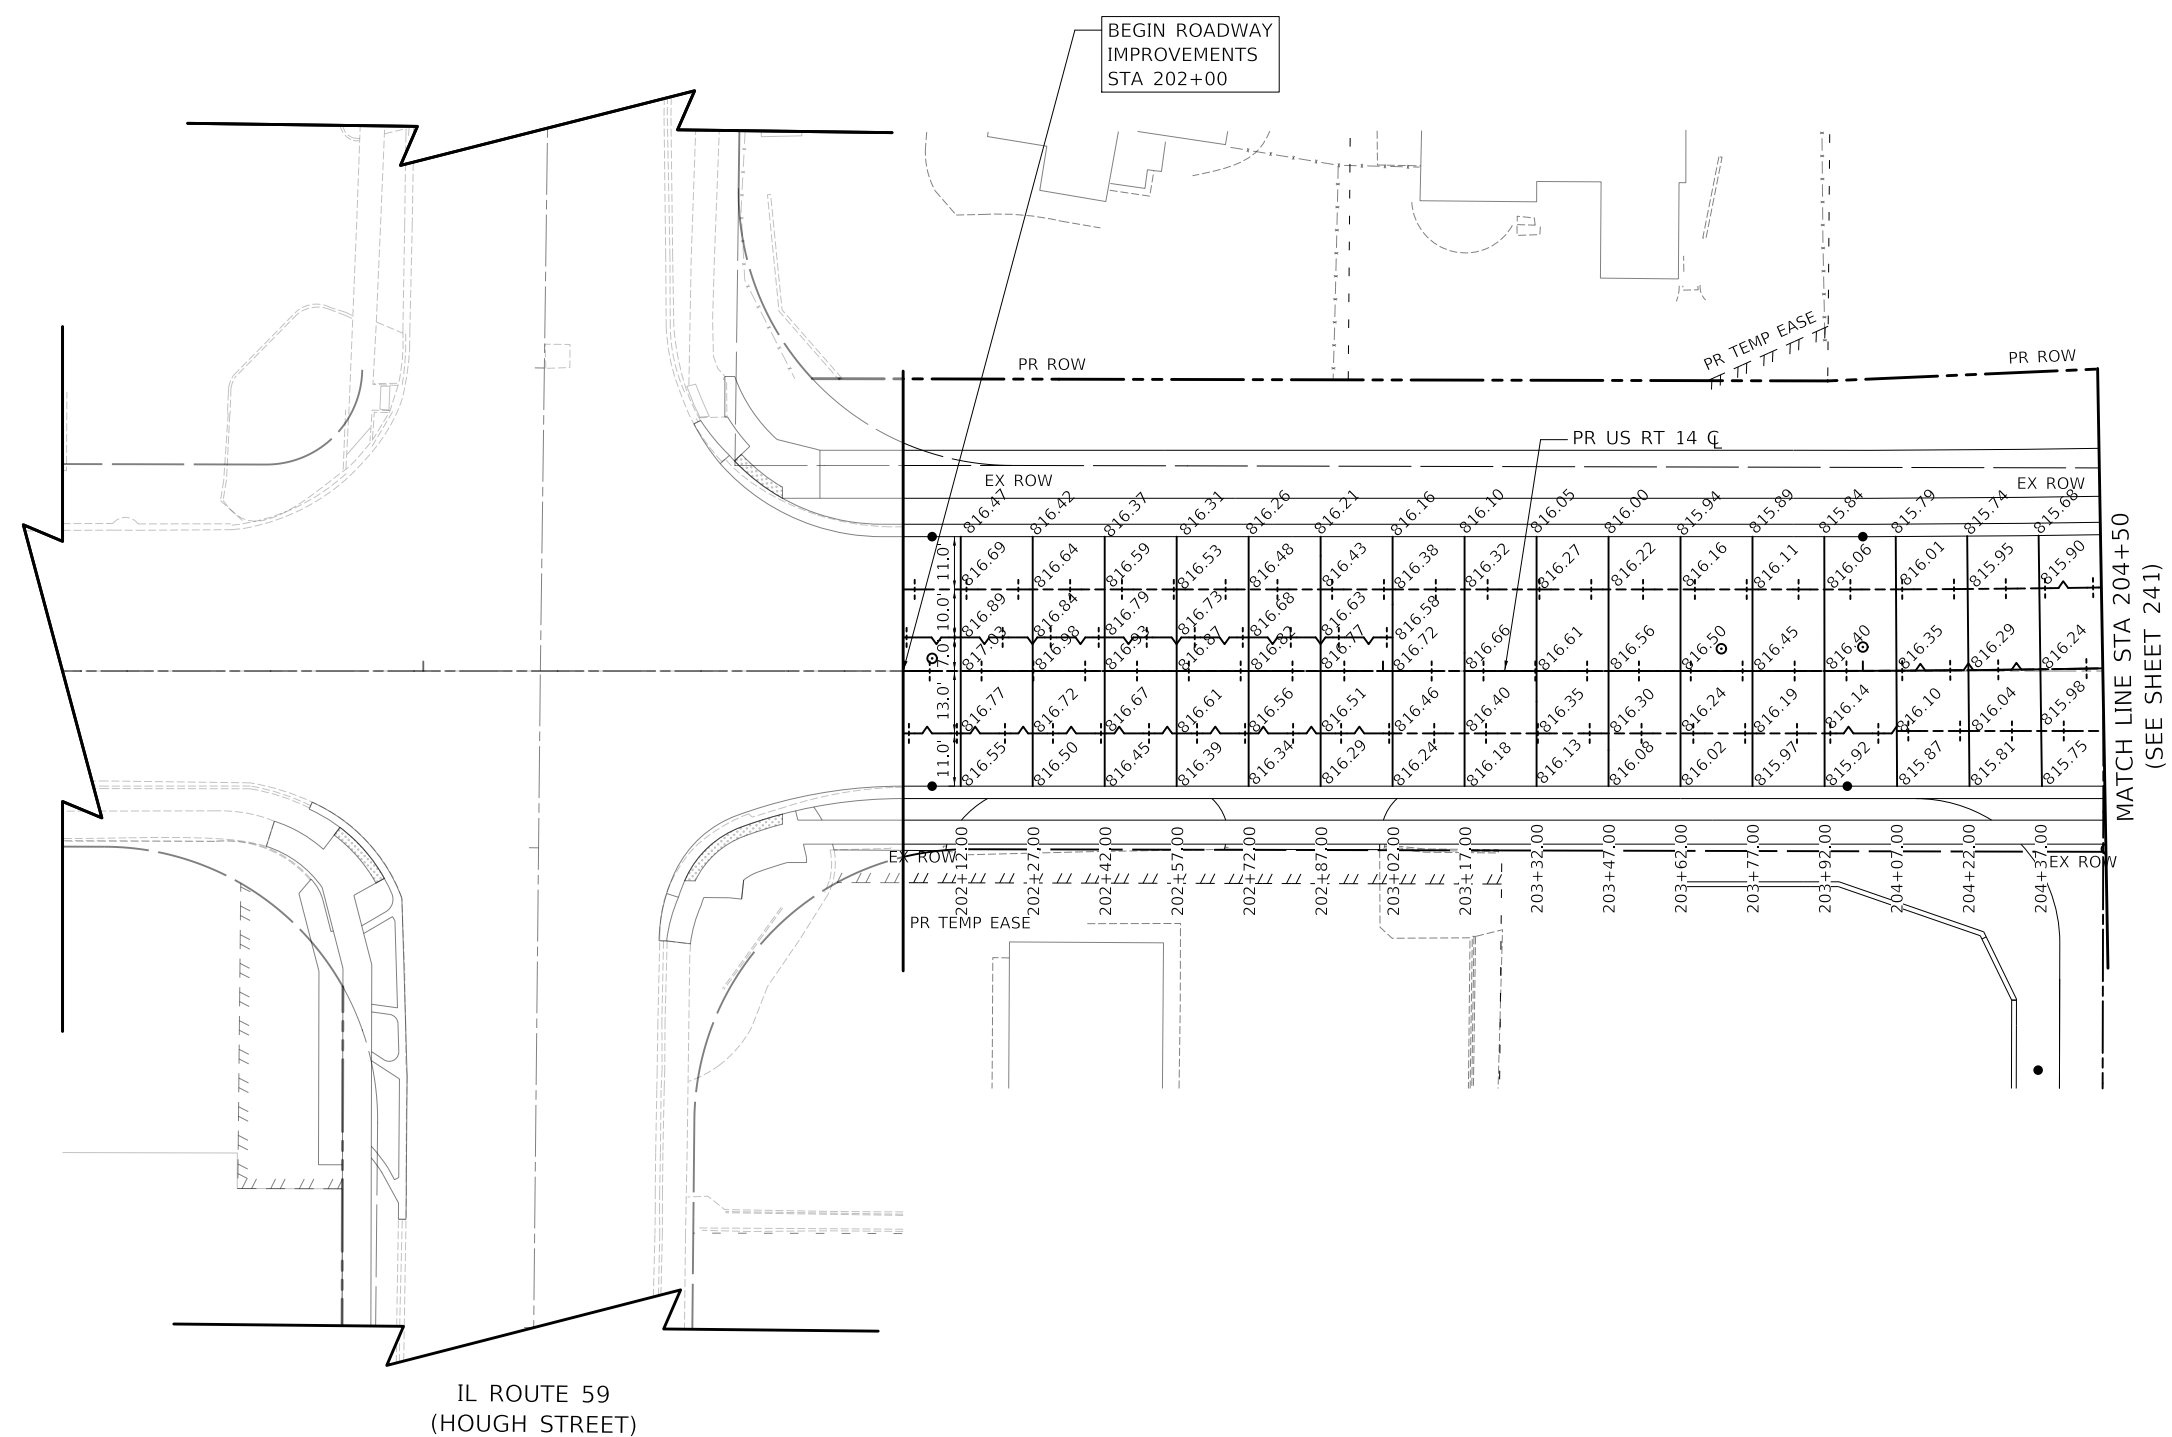 BEGIN ROADWAY
IMPROVEMENTS
STA 202+00
PR ROW
PR TEMP EASE
PR ROW
PR US RT 14 ℄
EX ROW
EX ROW
816.47 816.42 816.37 816.31 816.26 816.21 816.16 816.10 816.05 816.00 815.94 815.89 815.84 815.79 815.74 815.68
11.0'
816.69 816.64 816.59 816.53 816.48 816.43 816.38 816.32 816.27 816.22 816.16 816.11 816.06 816.01 815.95 815.90
10.0'
816.89 816.84 816.79 816.73 816.68 816.63 816.58
7.0'
817.03 816.98 816.93 816.87 816.82 816.77 816.72 816.66 816.61 816.56 816.50 816.45 816.40 816.35 816.29 816.24
13.0'
816.77 816.72 816.67 816.61 816.56 816.51 816.46 816.40 816.35 816.30 816.24 816.19 816.14 816.10 816.04 815.98
11.0'
816.55 816.50 816.45 816.39 816.34 816.29 816.24 816.18 816.13 816.08 816.02 815.97 815.92 815.87 815.81 815.75
MATCH LINE STA 204+50
(SEE SHEET 241)
EX ROW
EX ROW
202+12.00 202+27.00 202+42.00 202+57.00 202+72.00 202+87.00 203+02.00 203+17.00 203+32.00 203+47.00 203+62.00 203+77.00 203+92.00 204+07.00 204+22.00 204+37.00
PR TEMP EASE
IL ROUTE 59
(HOUGH STREET)